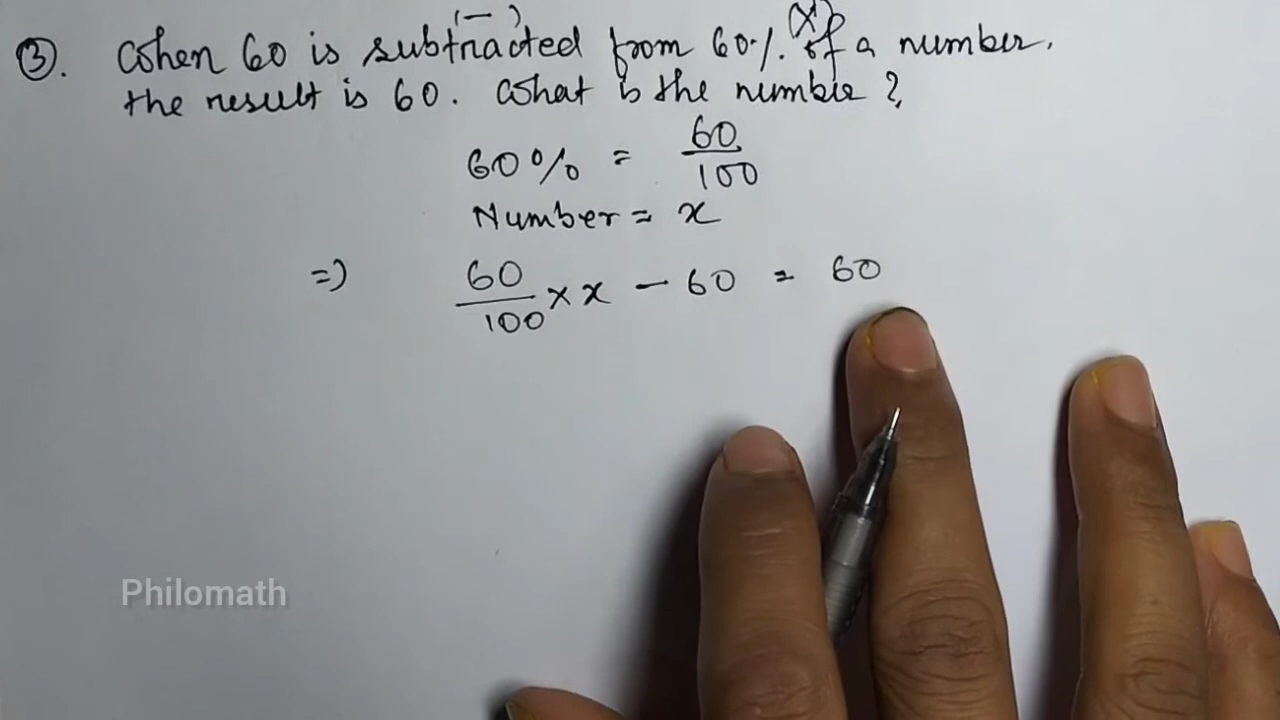 (—) (×)
③. When 60 is subtracted from 60%. of a number.
the result is 60. What is the number ?
60% = 60/100
Number = x
=) 60/100 × x — 60 = 60
Philomath